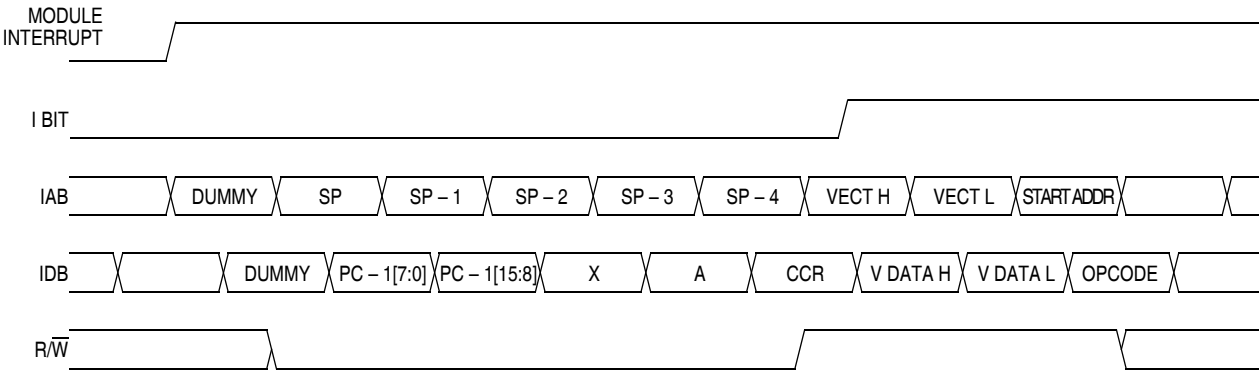 MODULE
INTERRUPT
I BIT
IAB DUMMY SP SP – 1 SP – 2 SP – 3 SP – 4 VECT H VECT L START ADDR
IDB DUMMY PC – 1[7:0] PC – 1[15:8] X A CCR V DATA H V DATA L OPCODE
R/W̅